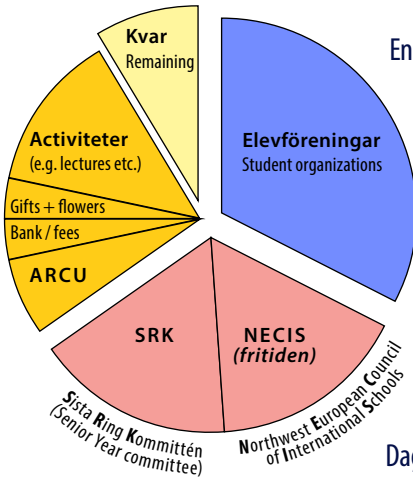 Kvar
Remaining
En
Elevföreningar
Student organizations
Activiteter
(e.g. lectures etc.)
Gifts + flowers
Bank / fees
ARCU
SRK
NECIS
(fritiden)
Sista Ring Kommittén
(Senior Year committee)
Northwest European Council
of International Schools
Dag